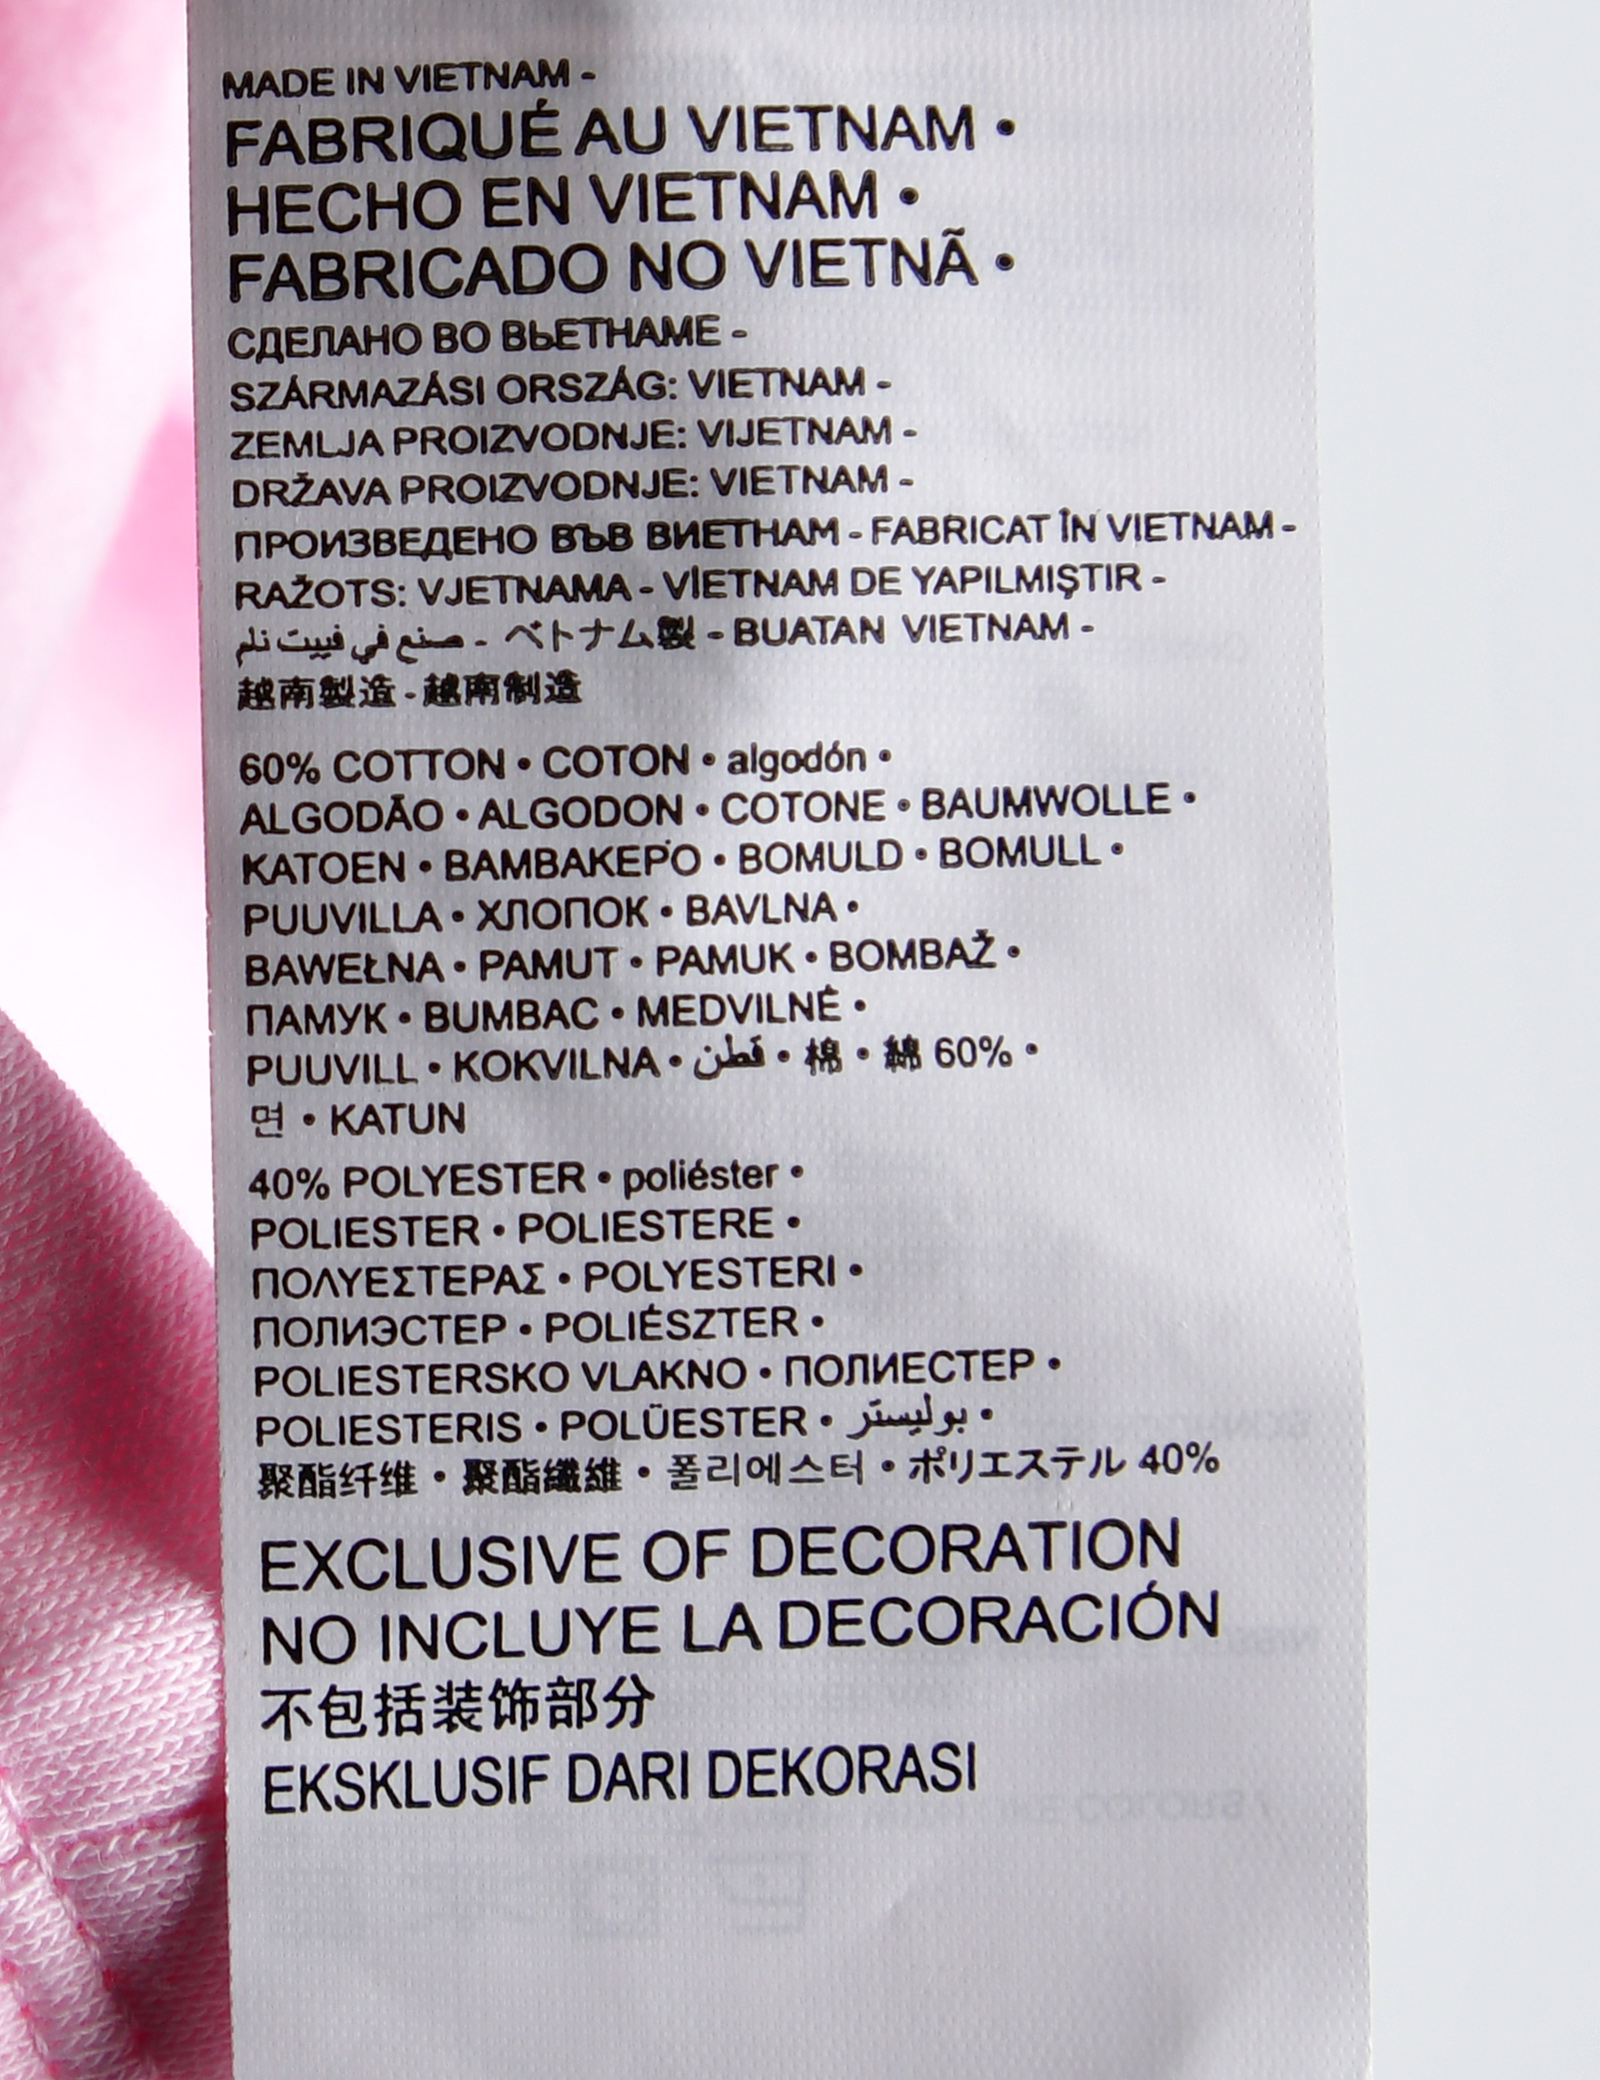 MADE IN VIETNAM -
FABRIQUÉ AU VIETNAM •
HECHO EN VIETNAM •
FABRICADO NO VIETNÃ •
СДЕЛАНО ВО ВЬЕТНАМЕ -
SZÁRMAZÁSI ORSZÁG: VIETNAM -
ZEMLJA PROIZVODNJE: VIJETNAM -
DRŽAVA PROIZVODNJE: VIETNAM -
ПРОИЗВЕДЕНО ВЪВ ВИЕТНАМ - FABRICAT ÎN VIETNAM -
RAŽOTS: VJETNAMA - VİETNAM DE YAPILMIŞTIR -
صنع في فييت نلم - ベトナム製 - BUATAN VIETNAM -
越南製造 - 越南制造
60% COTTON • COTON • algodón •
ALGODÃO • ALGODON • COTONE • BAUMWOLLE •
KATOEN • ΒΑΜΒΑΚΕΡΌ • BOMULD • BOMULL •
PUUVILLA • ХЛОПОК • BAVLNA •
BAWEŁNA • PAMUT • PAMUK • BOMBAŽ •
ПАМУК • BUMBAC • MEDVILNĖ •
PUUVILL • KOKVILNA • قطن • 棉 • 綿 60% •
면 • KATUN
40% POLYESTER • poliéster •
POLIESTER • POLIESTERE •
ΠΟΛΥΕΣΤΕΡΑΣ • POLYESTERI •
ПОЛИЭСТЕР • POLIÉSZTER •
POLIESTERSKO VLAKNO • ПОЛИЕСТЕР •
POLIESTERIS • POLÜESTER • بوليستر •
聚酯纤维 • 聚酯纖維 • 폴리에스터 • ポリエステル 40%
EXCLUSIVE OF DECORATION
NO INCLUYE LA DECORACIÓN
不包括装饰部分
EKSKLUSIF DARI DEKORASI